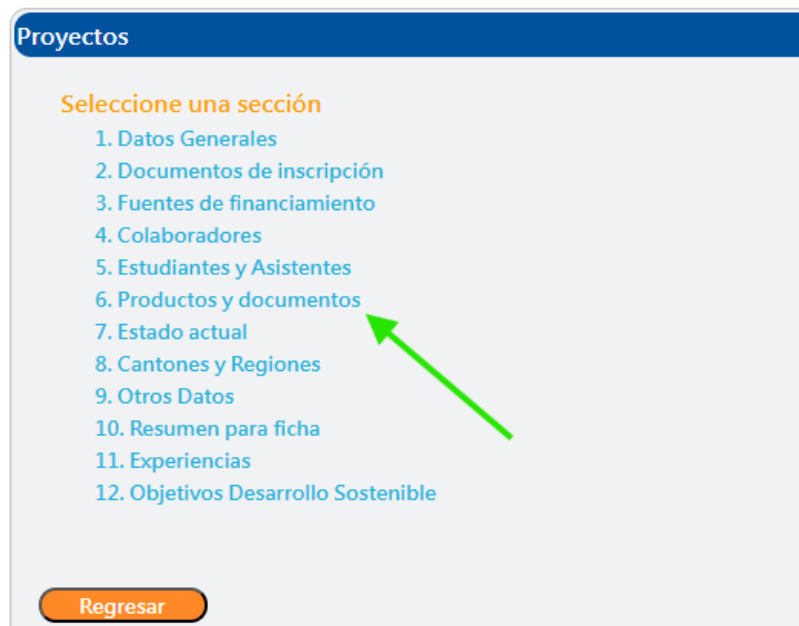 Proyectos
Seleccione una sección
1. Datos Generales
2. Documentos de inscripción
3. Fuentes de financiamiento
4. Colaboradores
5. Estudiantes y Asistentes
6. Productos y documentos
7. Estado actual
8. Cantones y Regiones
9. Otros Datos
10. Resumen para ficha
11. Experiencias
12. Objetivos Desarrollo Sostenible
Regresar